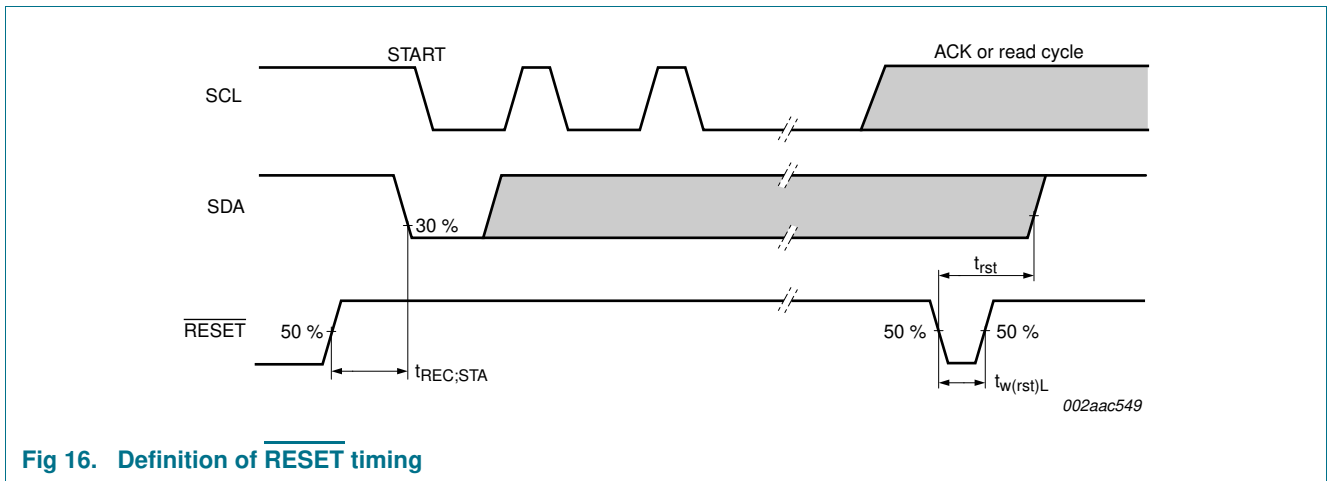 START
ACK or read cycle
SCL
SDA
30 %
t_rst
RESET
50 %
50 %
50 %
t_REC;STA
t_w(rst)L
002aac549
Fig 16. Definition of RESET timing